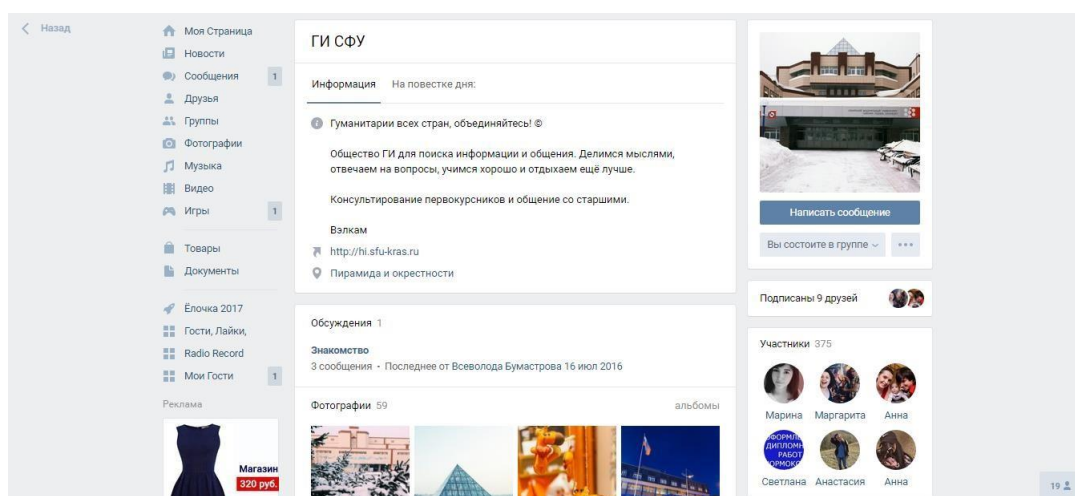 Назад
Моя Страница
Новости
Сообщения 1
Друзья
Группы
Фотографии
Музыка
Видео
Игры 1
Товары
Документы
Ёлочка 2017
Гости, Лайки,
Radio Record
Мои Гости 1
Реклама
Магазин
320 руб.
ГИ СФУ
Информация На повестке дня:
Гуманитарии всех стран, объединяйтесь! ©
Общество ГИ для поиска информации и общения. Делимся мыслями,
отвечаем на вопросы, учимся хорошо и отдыхаем ещё лучше.
Консультирование первокурсников и общение со старшими.
Вэлкам
http://hi.sfu-kras.ru
Пирамида и окрестности
Обсуждения 1
Знакомство
3 сообщения · Последнее от Всеволода Бумастрова 16 июл 2016
Фотографии 59 альбомы
Написать сообщение
Вы состоите в группе
Подписаны 9 друзей
Участники 375
Марина Маргарита Анна
ДИПЛОМН
РАБОТ
Светлана Анастасия Анна
19